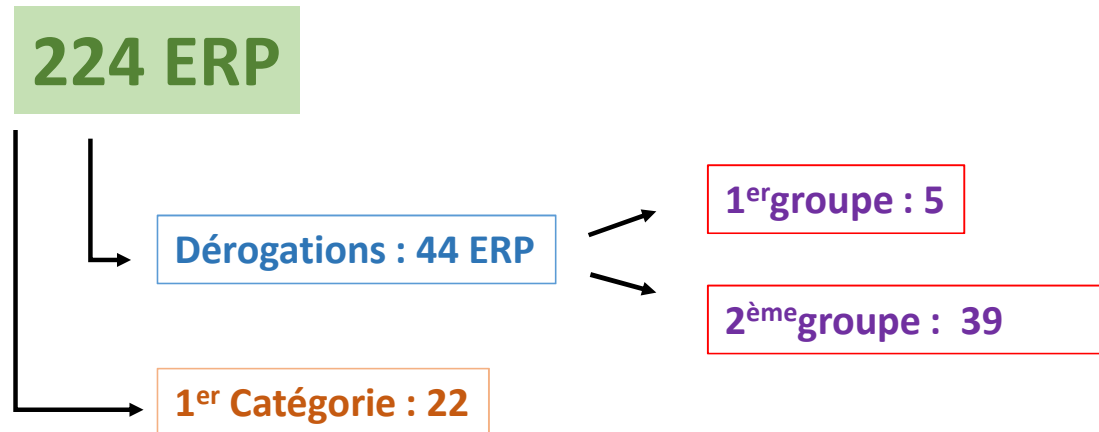 224 ERP
1ergroupe : 5
Dérogations : 44 ERP
2èmegroupe : 39
1er Catégorie : 22